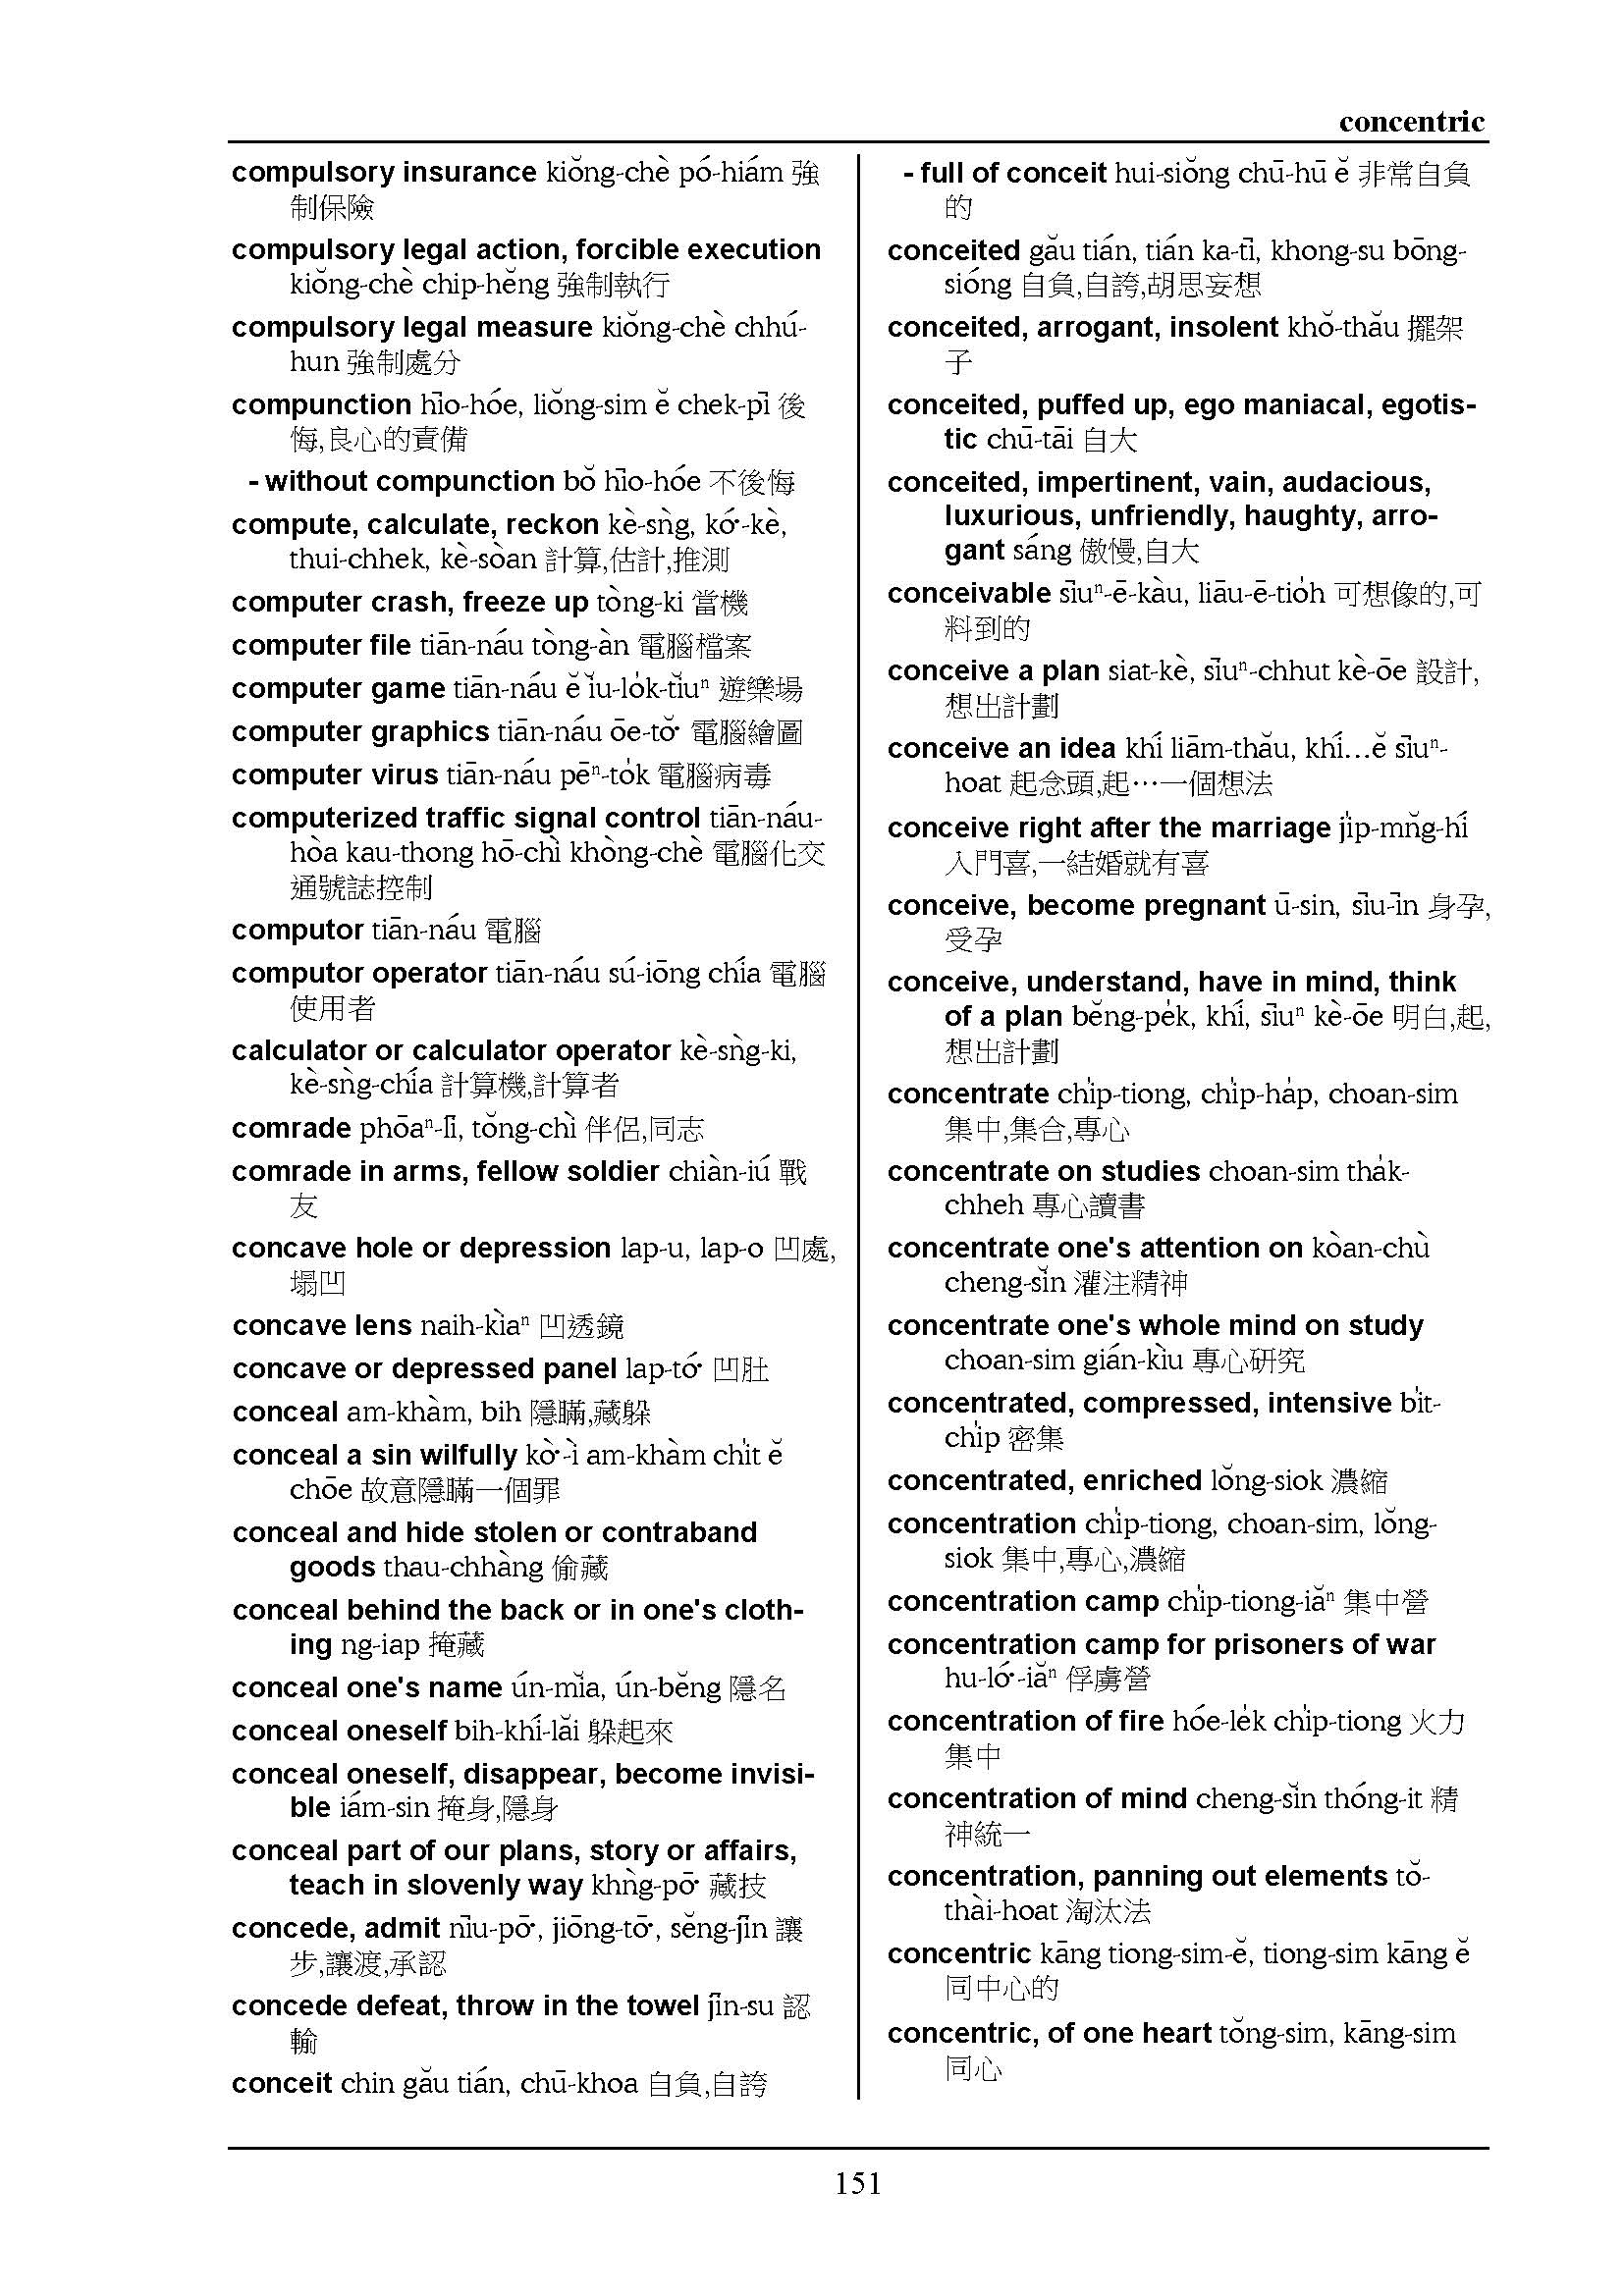 concentric
compulsory insurance kiŏng-chè pó-hiám 強
制保險
compulsory legal action, forcible execution
kiŏng-chè chip-hĕng 強制執行
compulsory legal measure kiŏng-chè chhú-
hun 強制處分
compunction hīo-hóe, liŏng-sim ĕ chek-pī 後
悔,良心的責備
- without compunction bŏ hīo-hóe 不後悔
compute, calculate, reckon kè-sǹg, kó͘-kè,
thui-chhek, kè-sòan 計算,估計,推測
computer crash, freeze up tòng-ki 當機
computer file tiān-náu tòng-àn 電腦檔案
computer game tiān-náu ĕ ĭu-lo̍k-tĭuⁿ 遊樂場
computer graphics tiān-náu ōe-tŏ͘ 電腦繪圖
computer virus tiān-náu pēⁿ-to̍k 電腦病毒
computerized traffic signal control tiān-náu-
hòa kau-thong hō-chì khòng-chè 電腦化交
通號誌控制
computor tiān-náu 電腦
computor operator tiān-náu sú-iōng chía 電腦
使用者
calculator or calculator operator kè-sǹg-ki,
kè-sǹg-chía 計算機,計算者
comrade phōaⁿ-lī, tŏng-chì 伴侶,同志
comrade in arms, fellow soldier chiàn-iú 戰
友
concave hole or depression lap-u, lap-o 凹處,
塌凹
concave lens naih-kìaⁿ 凹透鏡
concave or depressed panel lap-tó͘ 凹肚
conceal am-khàm, bih 隱瞞,藏躲
conceal a sin wilfully kò͘-ì am-khàm chi̍t ĕ
chōe 故意隱瞞一個罪
conceal and hide stolen or contraband
goods thau-chhàng 偷藏
conceal behind the back or in one's cloth-
ing ng-iap 掩藏
conceal one's name ún-mĭa, ún-bĕng 隱名
conceal oneself bih-khí-lăi 躲起來
conceal oneself, disappear, become invisi-
ble iám-sin 掩身,隱身
conceal part of our plans, story or affairs,
teach in slovenly way khǹg-pō͘ 藏技
concede, admit nīu-pō͘, jiōng-tō͘, sĕng-jīn 讓
步,讓渡,承認
concede defeat, throw in the towel jīn-su 認
輸
conceit chin gău tián, chū-khoa 自負,自誇
- full of conceit hui-siŏng chū-hū ĕ 非常自負
的
conceited gău tián, tián ka-tī, khong-su bōng-
sióng 自負,自誇,胡思妄想
conceited, arrogant, insolent khŏ-thău 擺架
子
conceited, puffed up, ego maniacal, egotis-
tic chū-tāi 自大
conceited, impertinent, vain, audacious,
luxurious, unfriendly, haughty, arro-
gant sáng 傲慢,自大
conceivable sīuⁿ-ē-kàu, liāu-ē-tio̍h 可想像的,可
料到的
conceive a plan siat-kè, sīuⁿ-chhut kè-ōe 設計,
想出計劃
conceive an idea khí liām-thău, khí...ĕ sīuⁿ-
hoat 起念頭,起⋯一個想法
conceive right after the marriage ji̍p-mn̆g-hí
入門喜,一結婚就有喜
conceive, become pregnant ū-sin, sīu-īn 身孕,
受孕
conceive, understand, have in mind, think
of a plan bĕng-pe̍k, khí, sīuⁿ kè-ōe 明白,起,
想出計劃
concentrate chi̍p-tiong, chi̍p-ha̍p, choan-sim
集中,集合,專心
concentrate on studies choan-sim tha̍k-
chheh 專心讀書
concentrate one's attention on kòan-chù
cheng-sĭn 灌注精神
concentrate one's whole mind on study
choan-sim gián-kìu 專心研究
concentrated, compressed, intensive bi̍t-
chi̍p 密集
concentrated, enriched lŏng-siok 濃縮
concentration chi̍p-tiong, choan-sim, lŏng-
siok 集中,專心,濃縮
concentration camp chi̍p-tiong-iăⁿ 集中營
concentration camp for prisoners of war
hu-ló͘-iăⁿ 俘虜營
concentration of fire hóe-le̍k chi̍p-tiong 火力
集中
concentration of mind cheng-sĭn thóng-it 精
神統一
concentration, panning out elements tŏ-
thài-hoat 淘汰法
concentric kāng tiong-sim-ĕ, tiong-sim kāng ĕ
同中心的
concentric, of one heart tŏng-sim, kāng-sim
同心
151